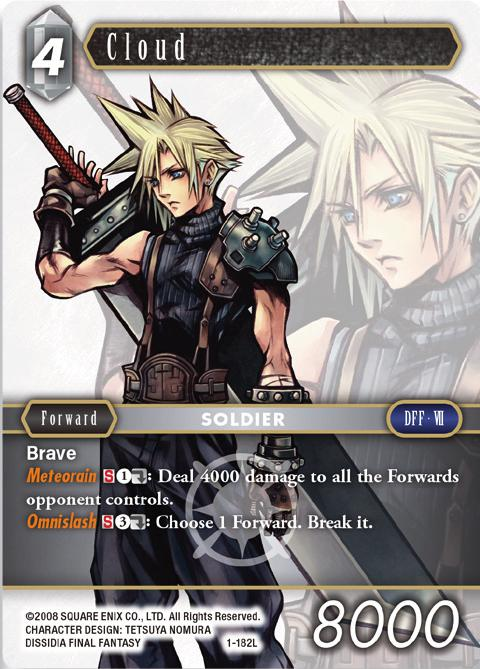 4
Cloud
Forward
SOLDIER
DFF · VII
Brave
Meteorain S 1 : Deal 4000 damage to all the Forwards
opponent controls.
Omnislash S 3 : Choose 1 Forward. Break it.
©2008 SQUARE ENIX CO., LTD. All Rights Reserved.
CHARACTER DESIGN: TETSUYA NOMURA
DISSIDIA FINAL FANTASY
1-182L
8000